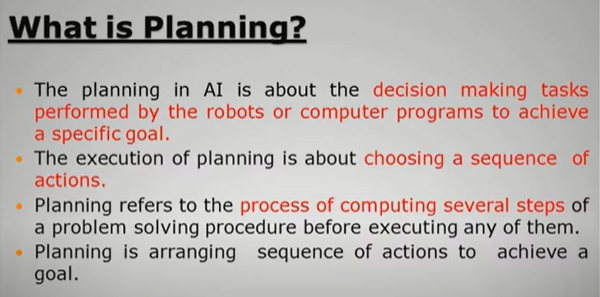 What is Planning?
• The planning in AI is about the decision making tasks
performed by the robots or computer programs to achieve
a specific goal.
• The execution of planning is about choosing a sequence of
actions.
• Planning refers to the process of computing several steps of
a problem solving procedure before executing any of them.
• Planning is arranging sequence of actions to achieve a
goal.